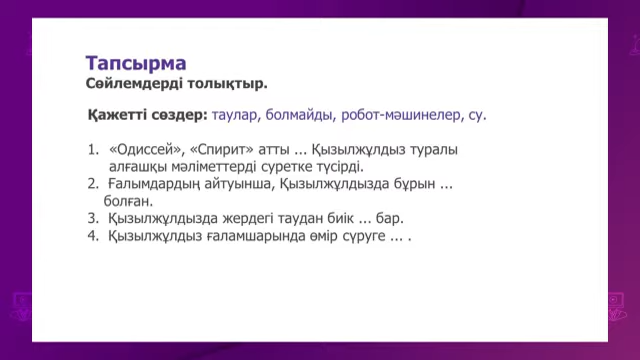 Тапсырма
Сөйлемдерді толықтыр.
Қажетті сөздер: таулар, болмайды, робот-мәшинелер, су.
1. «Одиссей», «Спирит» атты ... Қызылжұлдыз туралы
алғашқы мәліметтерді суретке түсірді.
2. Ғалымдардың айтуынша, Қызылжұлдызда бұрын ...
болған.
3. Қызылжұлдызда жердегі таудан биік ... бар.
4. Қызылжұлдыз ғаламшарында өмір сүруге ... .